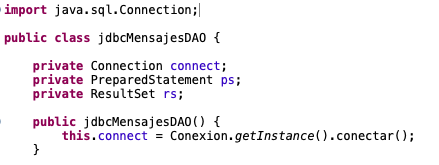 import java.sql.Connection;
public class jdbcMensajesDAO {
private Connection connect;
private PreparedStatement ps;
private ResultSet rs;
public jdbcMensajesDAO() {
this.connect = Conexion.getInstance().conectar();
}